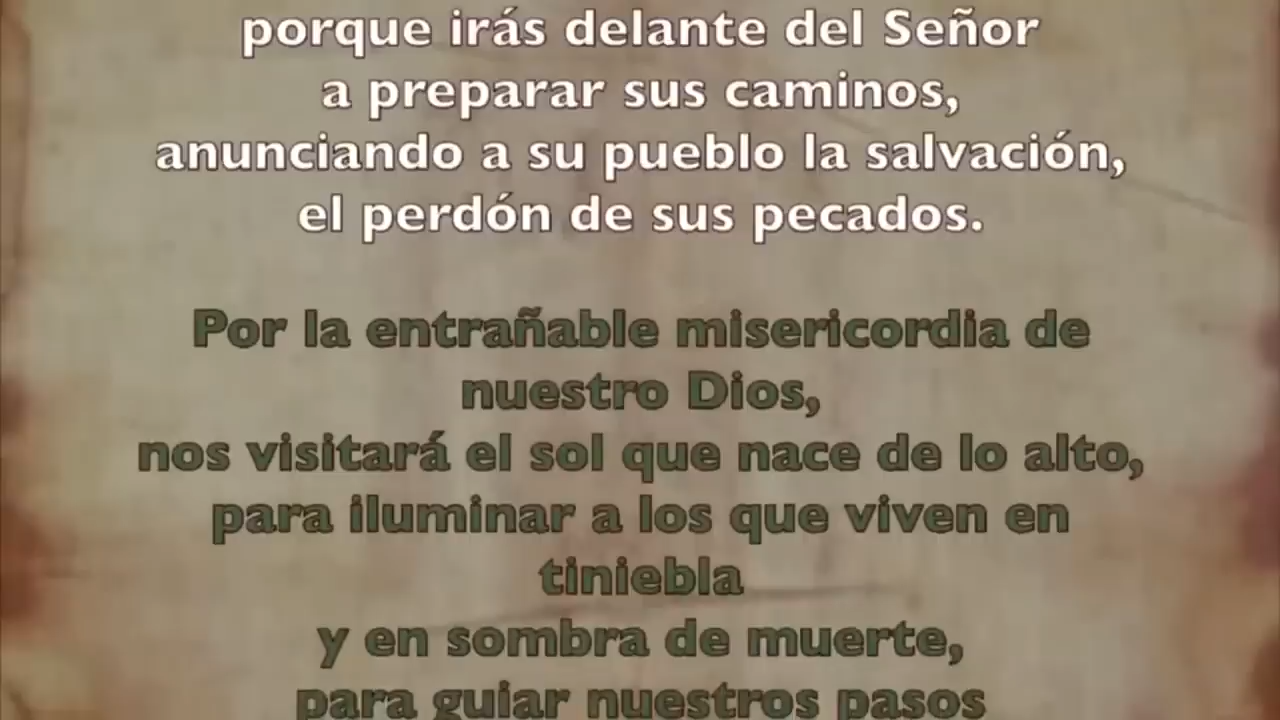 porque irás delante del Señor
a preparar sus caminos,
anunciando a su pueblo la salvación,
el perdón de sus pecados.
Por la entrañable misericordia de
nuestro Dios,
nos visitará el sol que nace de lo alto,
para iluminar a los que viven en
tiniebla
y en sombra de muerte,
para guiar nuestros pasos